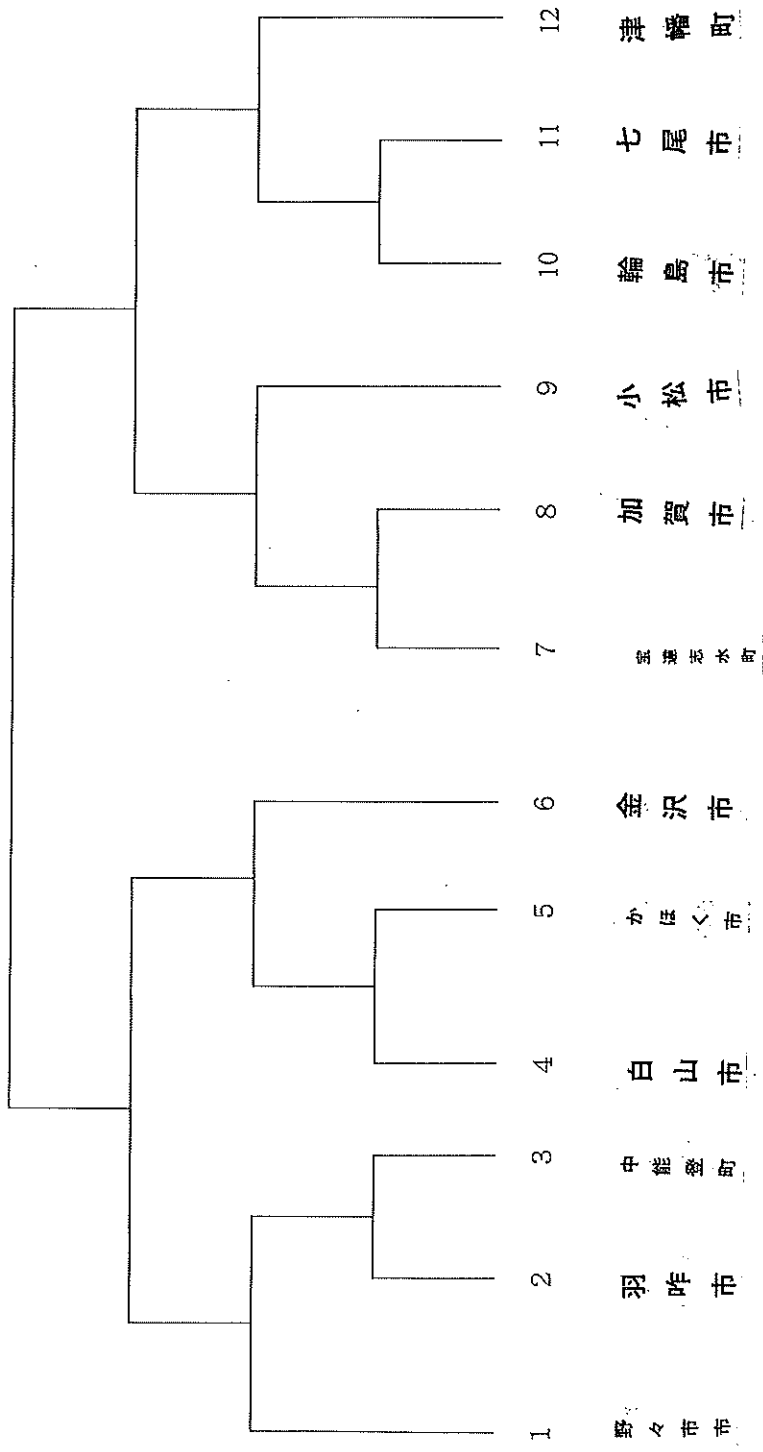 1 野々市市
2 羽咋市
3 中能登町
4 白山市
5 かほく市
6 金沢市
7 宝達志水町
8 加賀市
9 小松市
10 輪島市
11 七尾市
12 津幡町